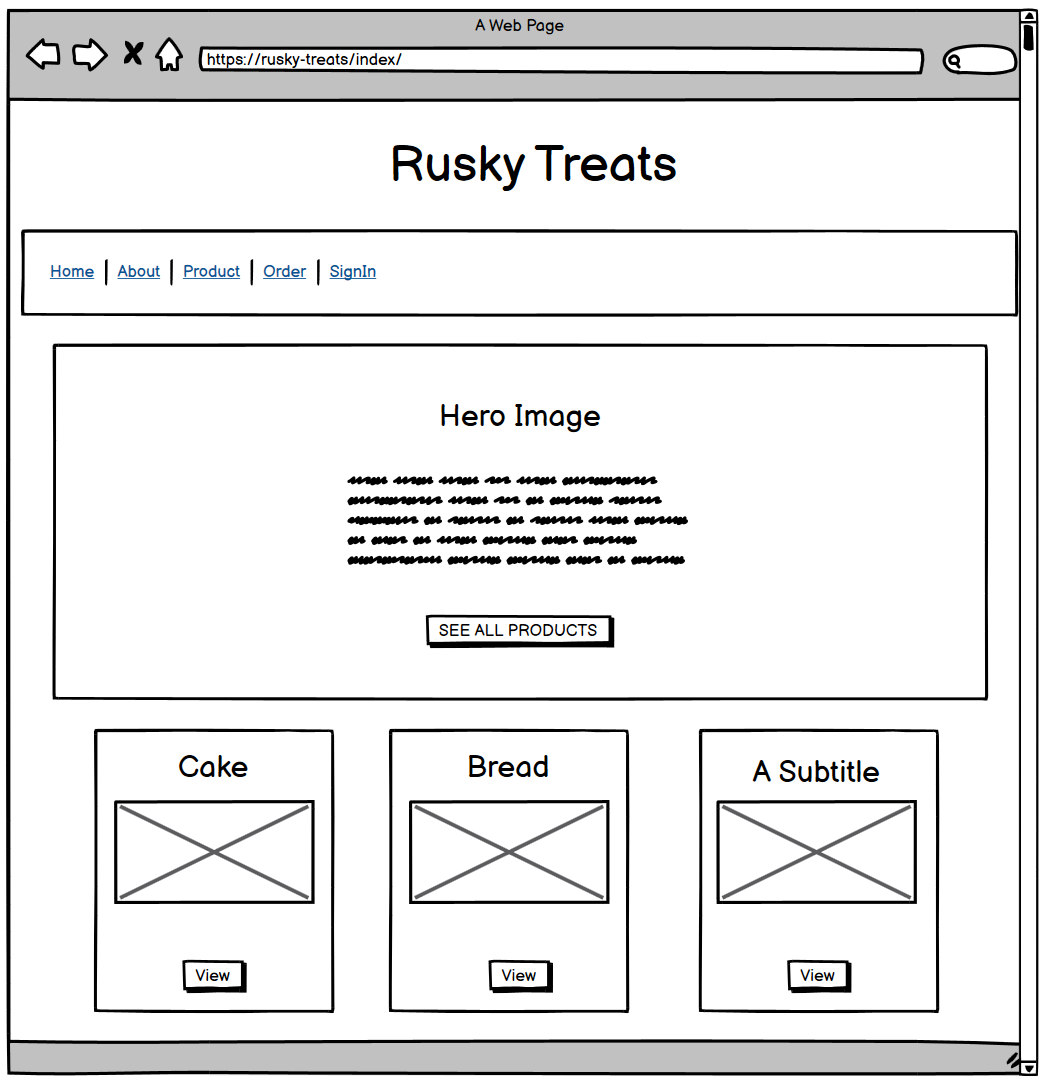 A Web Page
https://rusky-treats/index/
Rusky Treats
Home | About | Product | Order | SignIn
Hero Image
SEE ALL PRODUCTS
Cake
Bread
A Subtitle
View
View
View